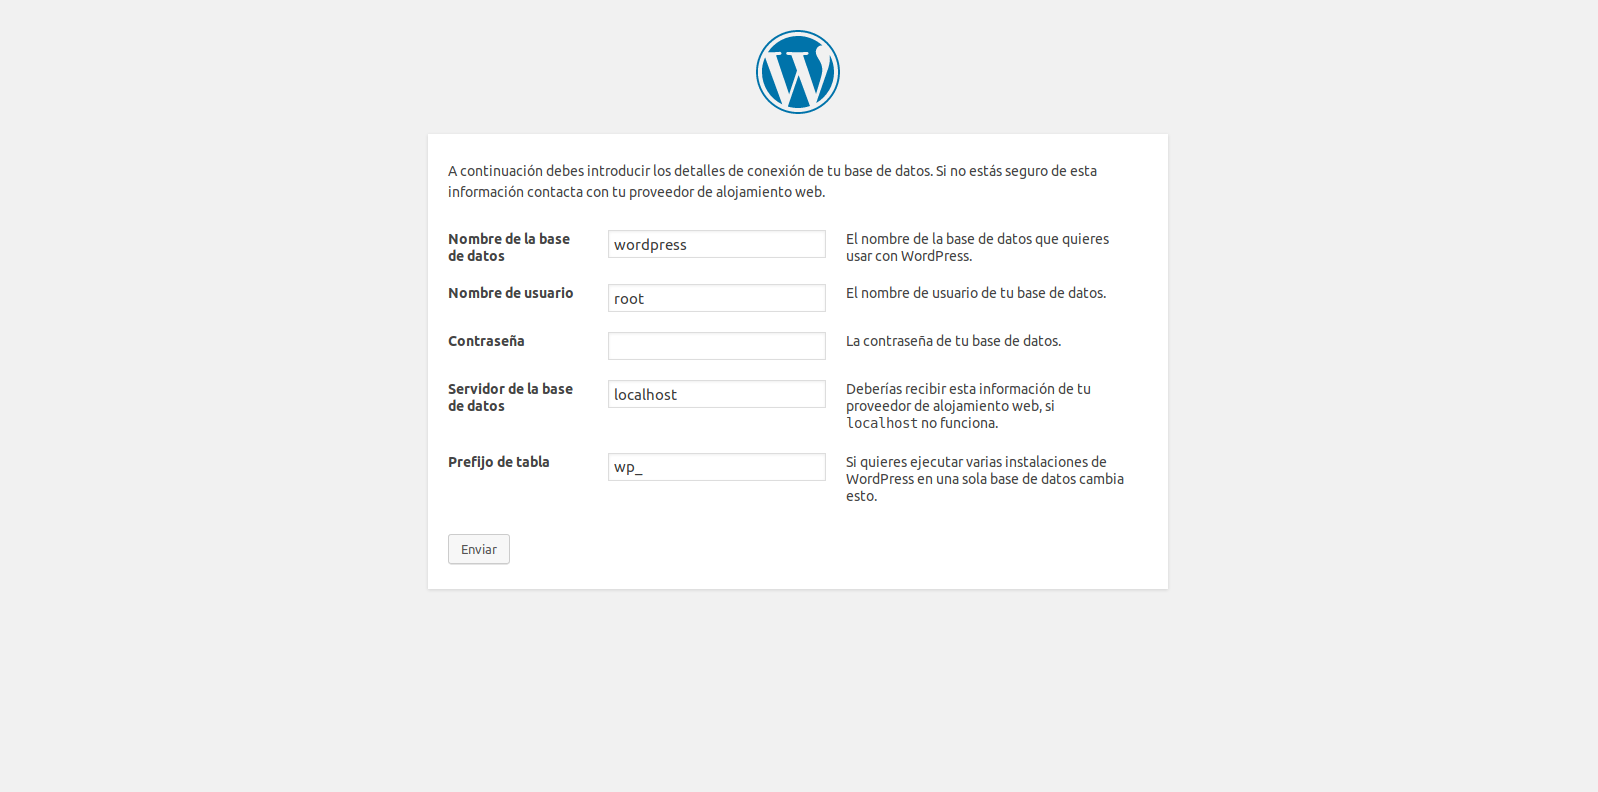 A continuación debes introducir los detalles de conexión de tu base de datos. Si no estás seguro de esta
información contacta con tu proveedor de alojamiento web.
Nombre de la base
de datos
wordpress
El nombre de la base de datos que quieres
usar con WordPress.
Nombre de usuario
root
El nombre de usuario de tu base de datos.
Contraseña
La contraseña de tu base de datos.
Servidor de la base
de datos
localhost
Deberías recibir esta información de tu
proveedor de alojamiento web, si
localhost no funciona.
Prefijo de tabla
wp_
Si quieres ejecutar varias instalaciones de
WordPress en una sola base de datos cambia
esto.
Enviar